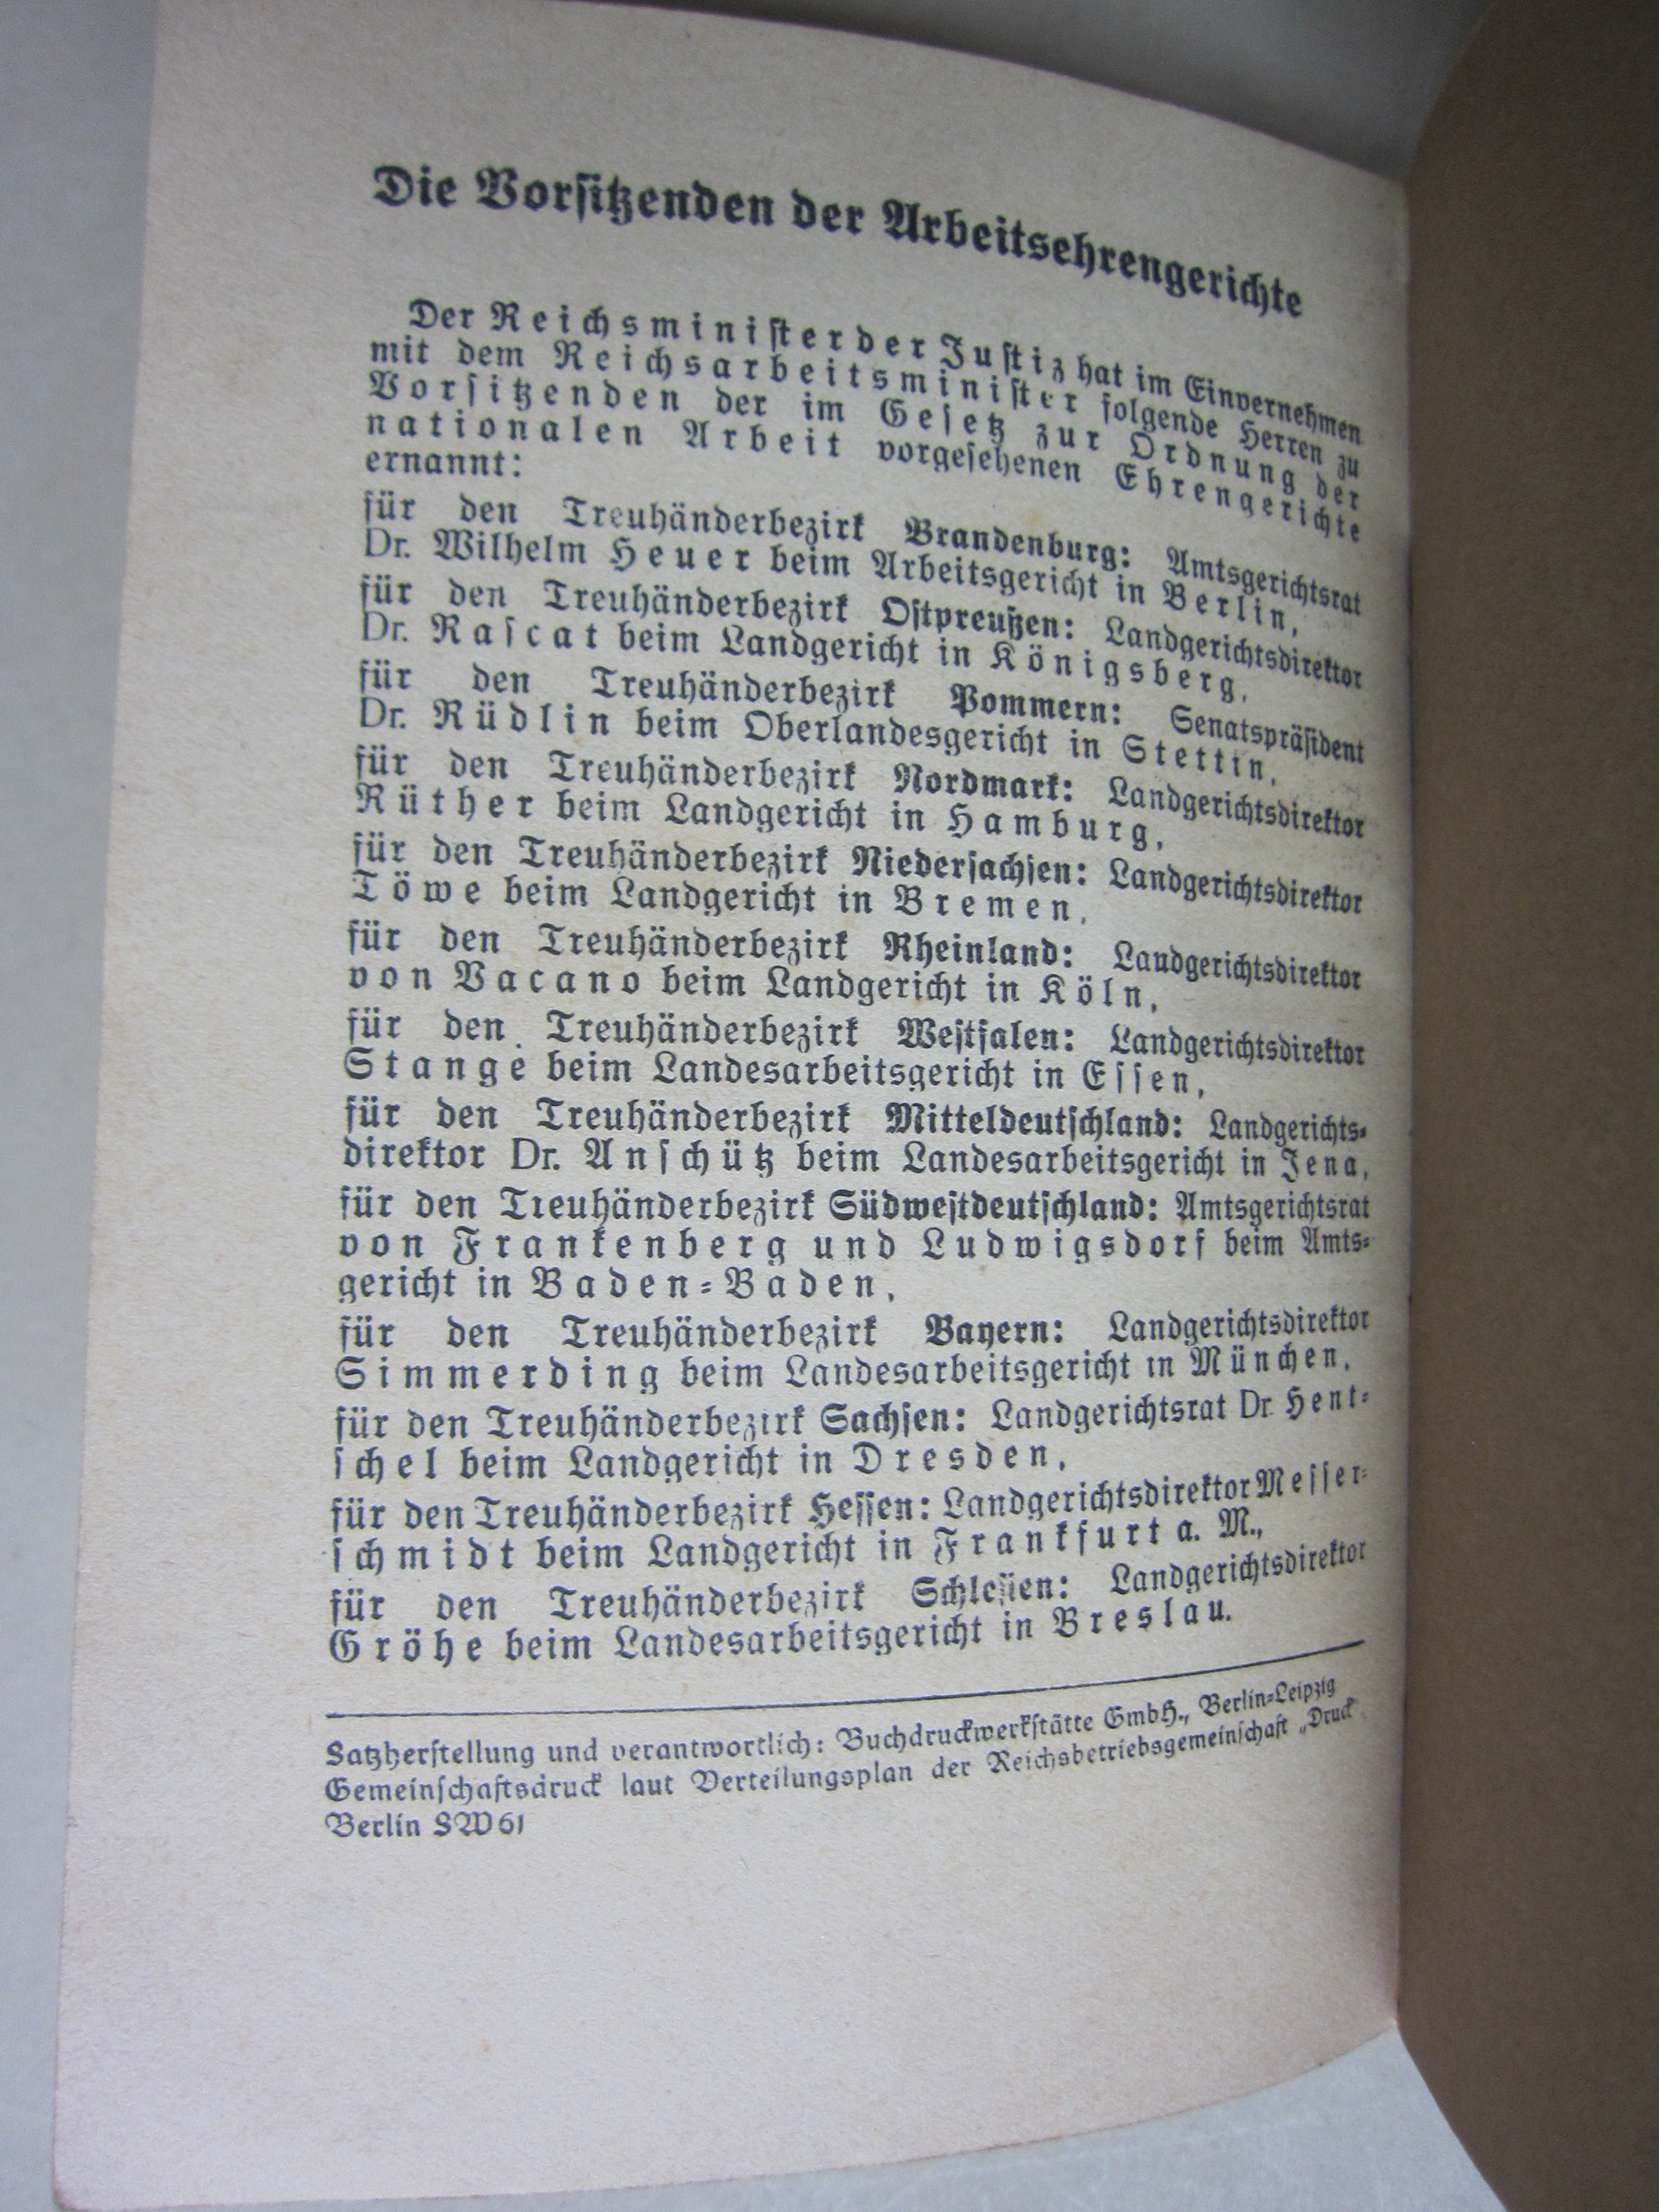 Die Vorsitzenden der Arbeitsehrengerichte
Der Reichsminister der Justiz hat im Einvernehmen
mit dem Reichsarbeitsminister folgende Herren zu
Vorsitzenden der im Gesetz zur Ordnung der
nationalen Arbeit vorgesehenen Ehrengerichte
ernannt:
für den Treuhänderbezirk Brandenburg: Amtsgerichtsrat
Dr. Wilhelm Heuer beim Arbeitsgericht in Berlin,
für den Treuhänderbezirk Ostpreußen: Landgerichtsdirektor
Dr. Rascat beim Landgericht in Königsberg,
für den Treuhänderbezirk Pommern: Senatspräsident
Dr. Rüdlin beim Oberlandesgericht in Stettin,
für den Treuhänderbezirk Nordmark: Landgerichtsdirektor
Rüther beim Landgericht in Hamburg,
für den Treuhänderbezirk Niedersachsen: Landgerichtsdirektor
Töwe beim Landgericht in Bremen,
für den Treuhänderbezirk Rheinland: Landgerichtsdirektor
von Vacano beim Landgericht in Köln,
für den Treuhänderbezirk Westfalen: Landgerichtsdirektor
Stange beim Landesarbeitsgericht in Essen,
für den Treuhänderbezirk Mitteldeutschland: Landgerichts-
direktor Dr. Anschütz beim Landesarbeitsgericht in Jena,
für den Treuhänderbezirk Südwestdeutschland: Amtsgerichtsrat
von Frankenberg und Ludwigsdorf beim Amts-
gericht in Baden-Baden,
für den Treuhänderbezirk Bayern: Landgerichtsdirektor
Simmerding beim Landesarbeitsgericht in München,
für den Treuhänderbezirk Sachsen: Landgerichtsrat Dr. Hent-
schel beim Landgericht in Dresden,
für den Treuhänderbezirk Hessen: Landgerichtsdirektor Messer-
schmidt beim Landgericht in Frankfurt a. M.,
für den Treuhänderbezirk Schlesien: Landgerichtsdirektor
Gröhe beim Landesarbeitsgericht in Breslau.
Satzherstellung und verantwortlich: Buchdruckwerkstätte GmbH., Berlin-Leipzig
Gemeinschaftsdruck laut Verteilungsplan der Reichsbetriebsgemeinschaft „Druck"
Berlin SW 61